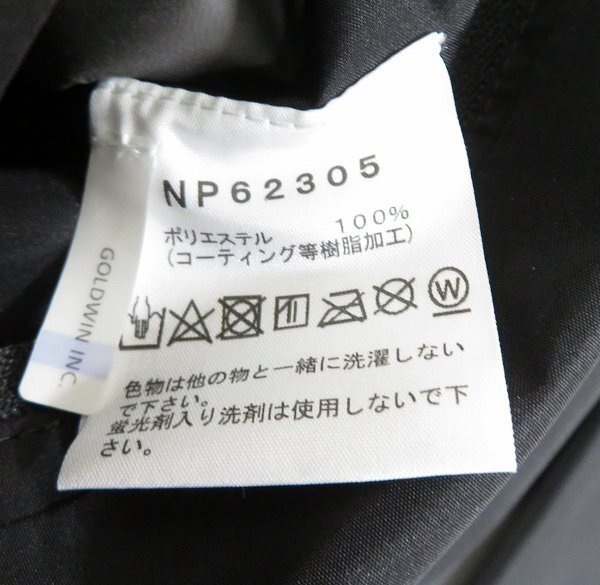 NP62305
ポリエステル 100%
(コーティング等樹脂加工)
W
色物は他の物と一緒に洗濯しない
で下さい。
蛍光剤入り洗剤は使用しないで下
さい。
GOLDWIN INC.